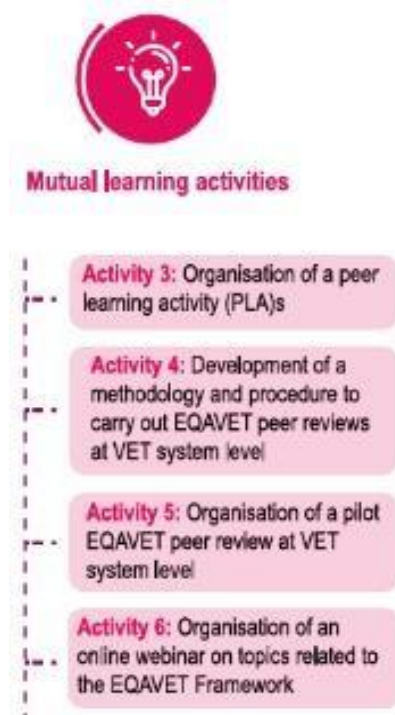 Mutual learning activities
Activity 3: Organisation of a peer
learning activity (PLA)s
Activity 4: Development of a
methodology and procedure to
carry out EQAVET peer reviews
at VET system level
Activity 5: Organisation of a pilot
EQAVET peer review at VET
system level
Activity 6: Organisation of an
online webinar on topics related to
the EQAVET Framework